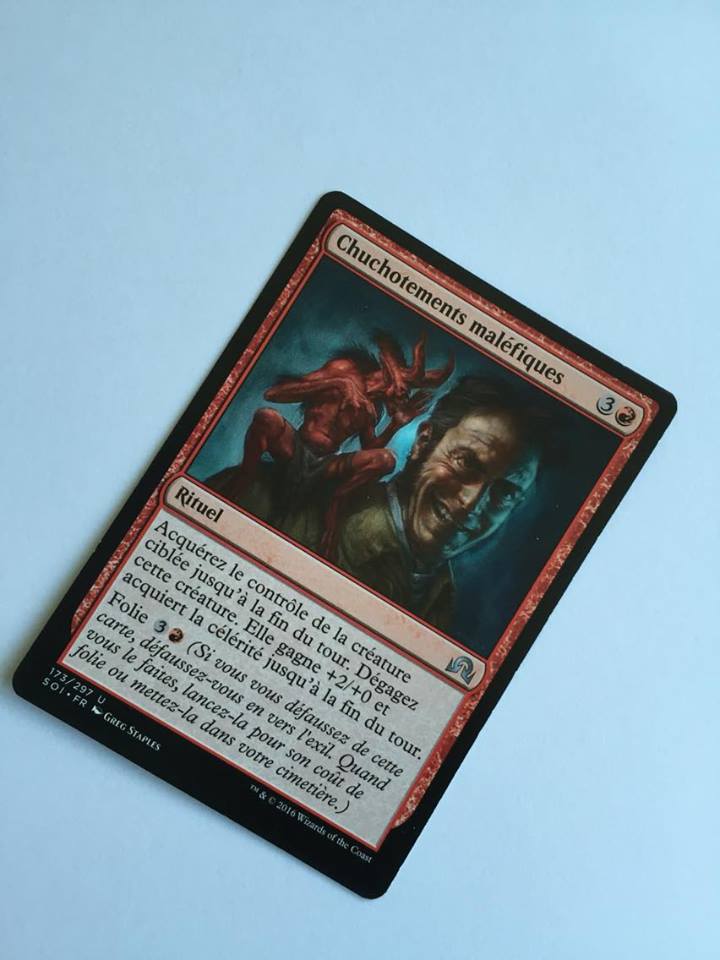 Chuchotements maléfiques
3
Rituel
Acquérez le contrôle de la créature
ciblée jusqu'à la fin du tour. Dégagez
cette créature. Elle gagne +2/+0 et
acquiert la célérité jusqu'à la fin du tour.
Folie 3 (Si vous vous défaussez de cette
carte, défaussez-vous en vers l'exil. Quand
vous le faites, lancez-la pour son coût de
folie ou mettez-la dans votre cimetière.)
173/297 U
SOI • FR GREG STAPLES
™ & © 2016 Wizards of the Coast